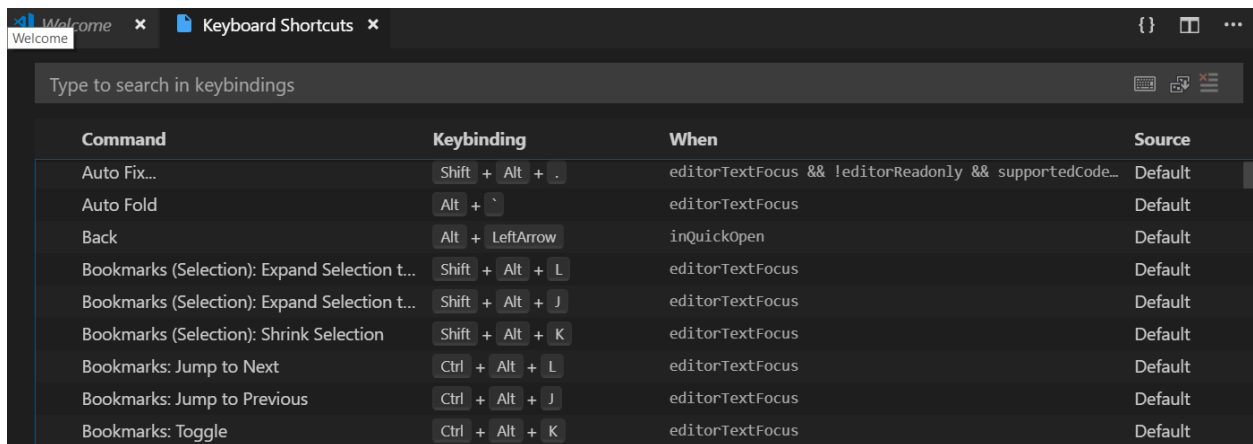 Welcome × Keyboard Shortcuts × {} ...
Welcome
Type to search in keybindings
Command Keybinding When Source
Auto Fix... Shift + Alt + . editorTextFocus && !editorReadonly && supportedCode… Default
Auto Fold Alt + ` editorTextFocus Default
Back Alt + LeftArrow inQuickOpen Default
Bookmarks (Selection): Expand Selection t... Shift + Alt + L editorTextFocus Default
Bookmarks (Selection): Expand Selection t... Shift + Alt + J editorTextFocus Default
Bookmarks (Selection): Shrink Selection Shift + Alt + K editorTextFocus Default
Bookmarks: Jump to Next Ctrl + Alt + L editorTextFocus Default
Bookmarks: Jump to Previous Ctrl + Alt + J editorTextFocus Default
Bookmarks: Toggle Ctrl + Alt + K editorTextFocus Default